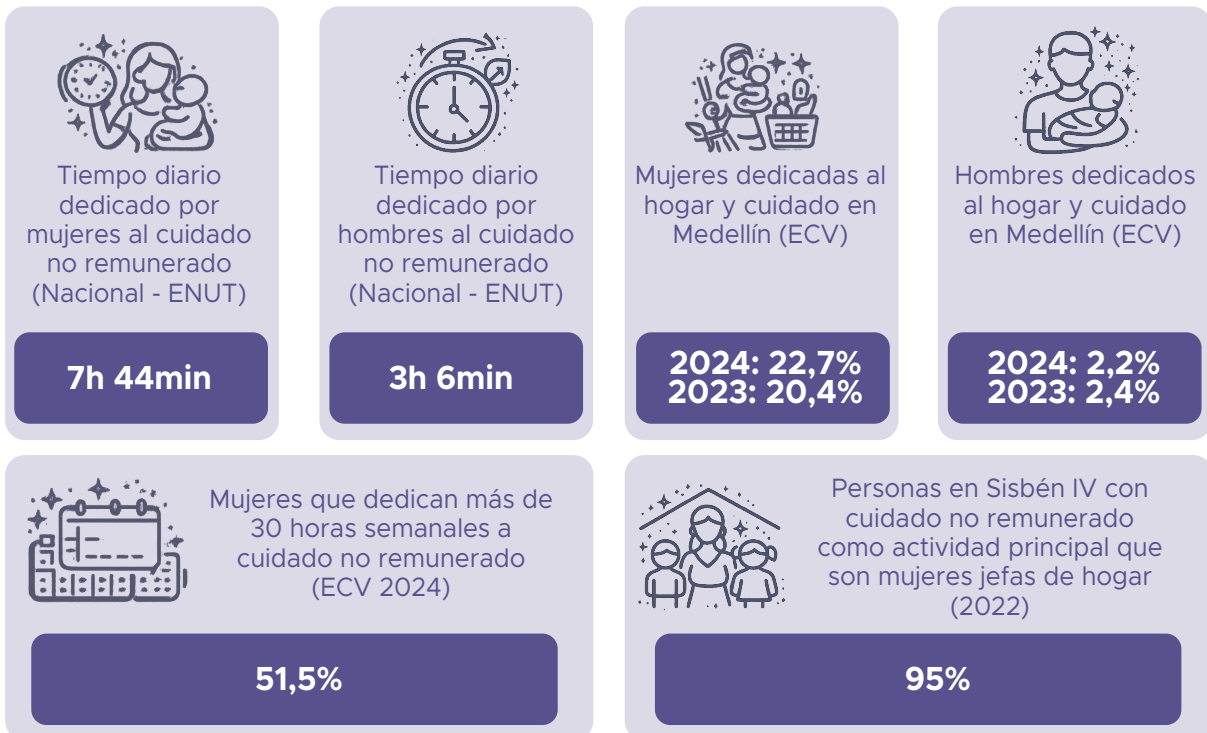 Tiempo diario
dedicado por
mujeres al cuidado
no remunerado
(Nacional - ENUT)
7h 44min
Tiempo diario
dedicado por
hombres al cuidado
no remunerado
(Nacional - ENUT)
3h 6min
Mujeres dedicadas al
hogar y cuidado en
Medellín (ECV)
2024: 22,7%
2023: 20,4%
Hombres dedicados
al hogar y cuidado
en Medellín (ECV)
2024: 2,2%
2023: 2,4%
Mujeres que dedican más de
30 horas semanales a
cuidado no remunerado
(ECV 2024)
51,5%
Personas en Sisbén IV con
cuidado no remunerado
como actividad principal que
son mujeres jefas de hogar
(2022)
95%